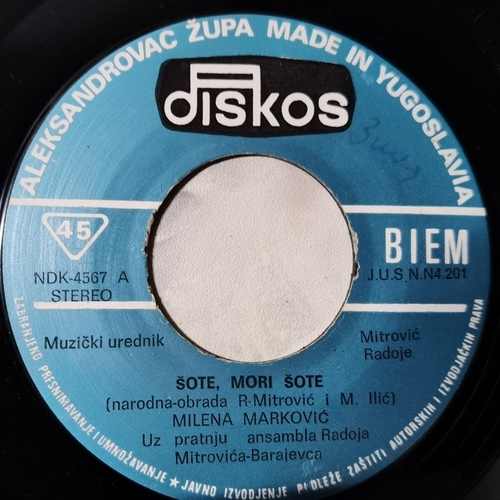 ALEKSANDROVAC ŽUPA MADE IN YUGOSLAVIA
diskos
45
BIEM
NDK-4567 A
STEREO
J.U.S. N.N4.201
Muzički urednik
Mitrović
Radoje
ŠOTE, MORI ŠOTE
(narodna-obrada R. Mitrović i M. Ilić)
MILENA MARKOVIĆ
Uz pratnju ansambla Radoja
Mitrovića-Barajevca
ZABRANJENO PRESNIMAVANJE I UMNOŽAVANJE ★ JAVNO IZVODJENJE PODLEŽE ZAŠTITI AUTORSKIH I IZVODJAČKIH PRAVA